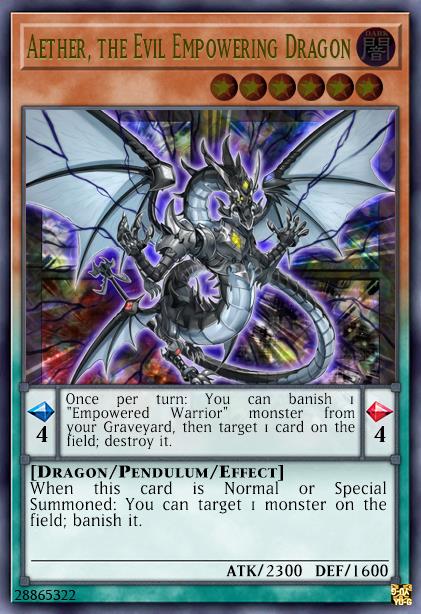 Aether, the Evil Empowering Dragon
DARK
闇
Once per turn: You can banish 1
"Empowered Warrior" monster from
your Graveyard, then target 1 card on the
field; destroy it.
4
4
[Dragon/Pendulum/Effect]
When this card is Normal or Special
Summoned: You can target 1 monster on the
field; banish it.
ATK/2300 DEF/1600
28865322